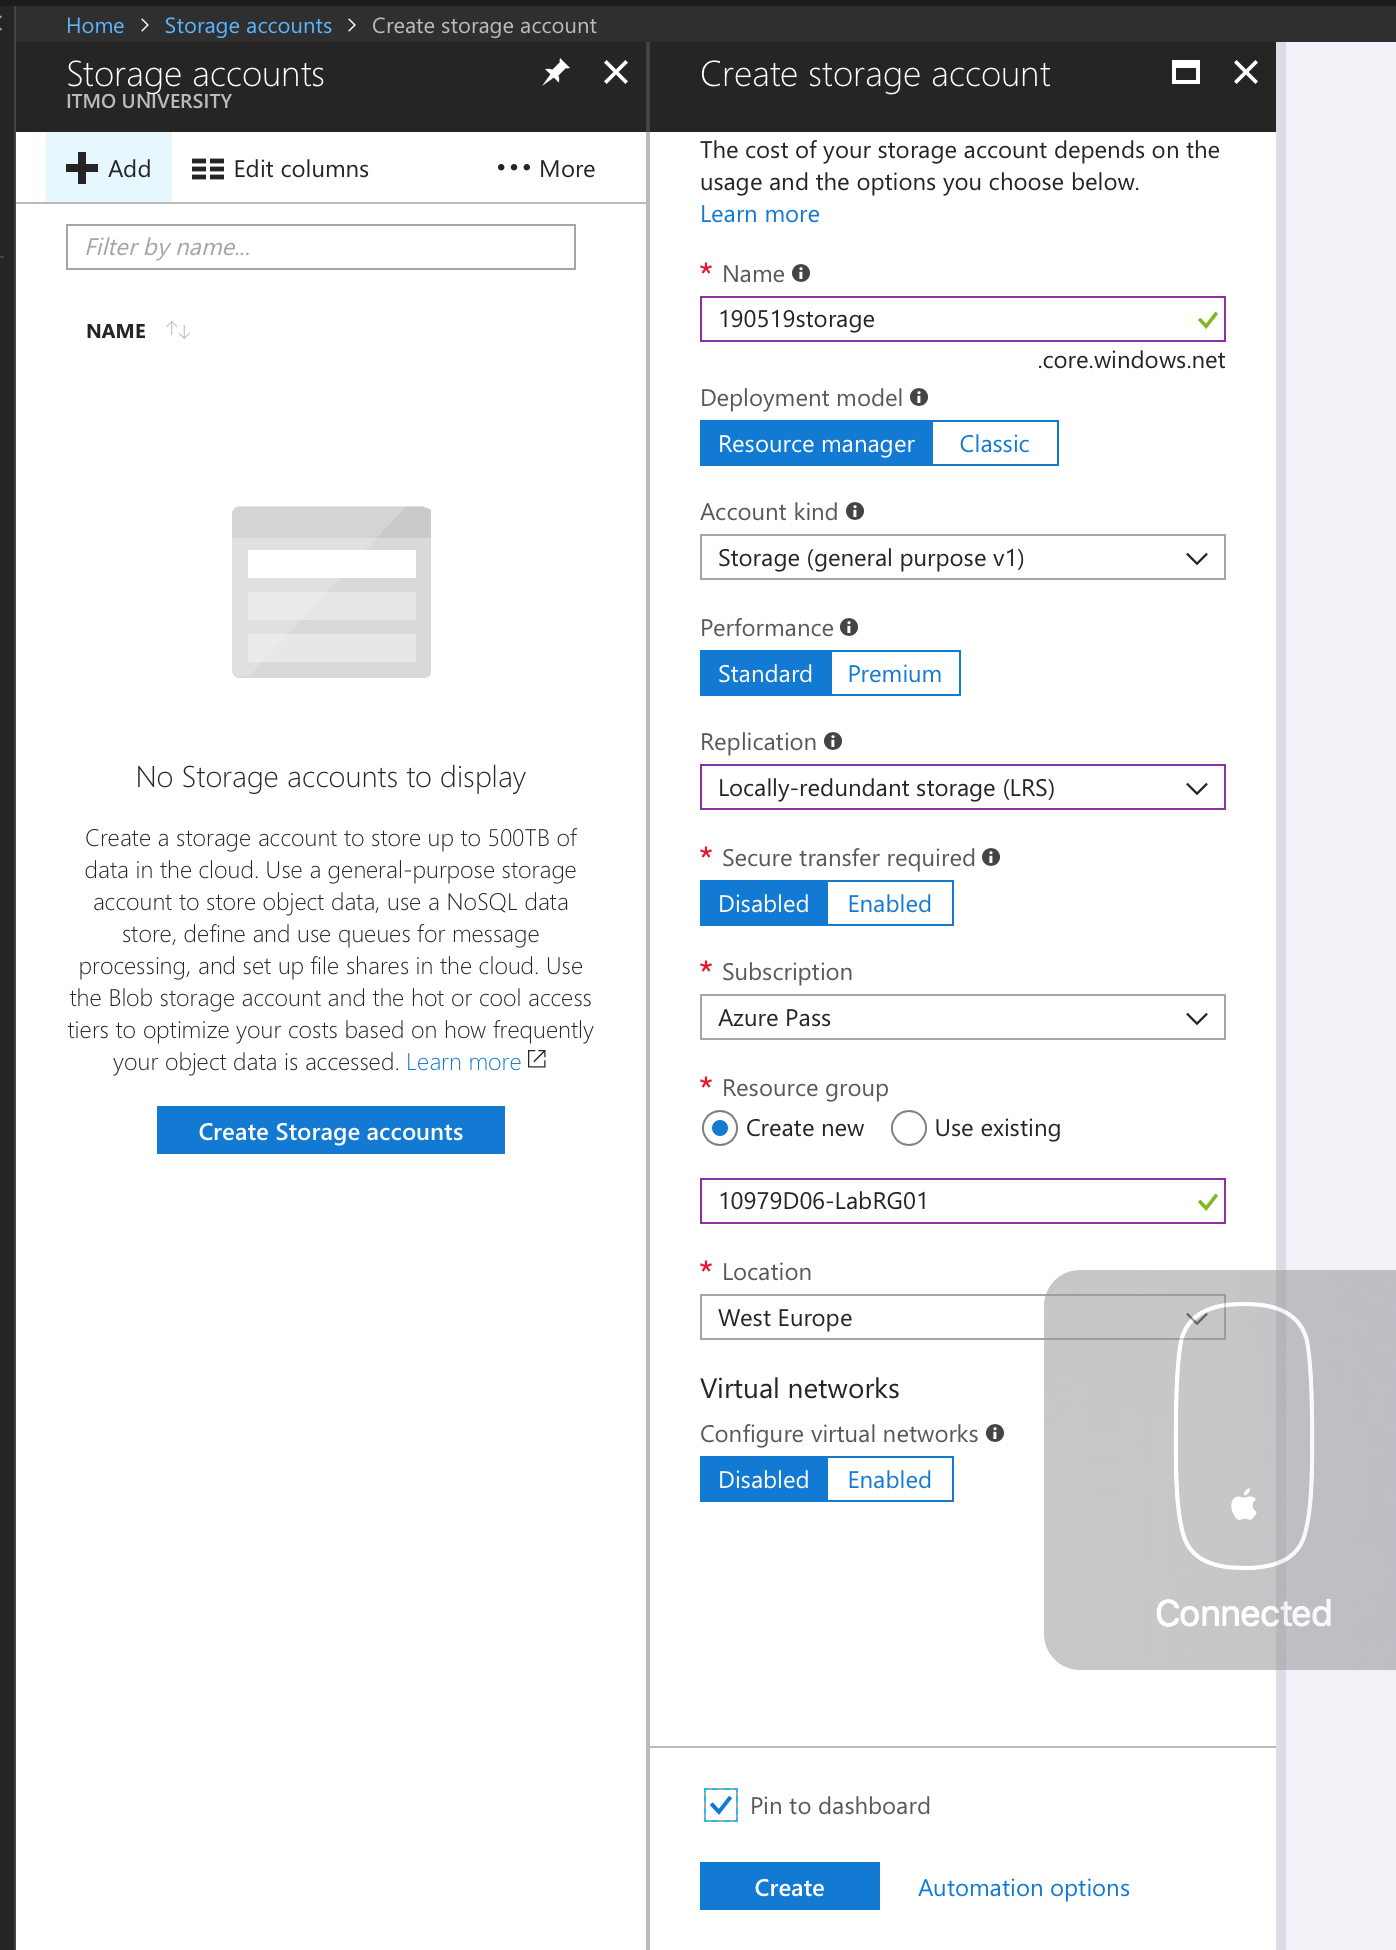 Home > Storage accounts > Create storage account
Storage accounts
ITMO UNIVERSITY
Add
Edit columns
••• More
Filter by name...
NAME
No Storage accounts to display
Create a storage account to store up to 500TB of
data in the cloud. Use a general-purpose storage
account to store object data, use a NoSQL data
store, define and use queues for message
processing, and set up file shares in the cloud. Use
the Blob storage account and the hot or cool access
tiers to optimize your costs based on how frequently
your object data is accessed. Learn more
Create Storage accounts
Create storage account
The cost of your storage account depends on the
usage and the options you choose below.
Learn more
* Name
190519storage
.core.windows.net
Deployment model
Resource manager Classic
Account kind
Storage (general purpose v1)
Performance
Standard Premium
Replication
Locally-redundant storage (LRS)
* Secure transfer required
Disabled Enabled
* Subscription
Azure Pass
* Resource group
Create new Use existing
10979D06-LabRG01
* Location
West Europe
Virtual networks
Configure virtual networks
Disabled Enabled
Connected
Pin to dashboard
Create Automation options